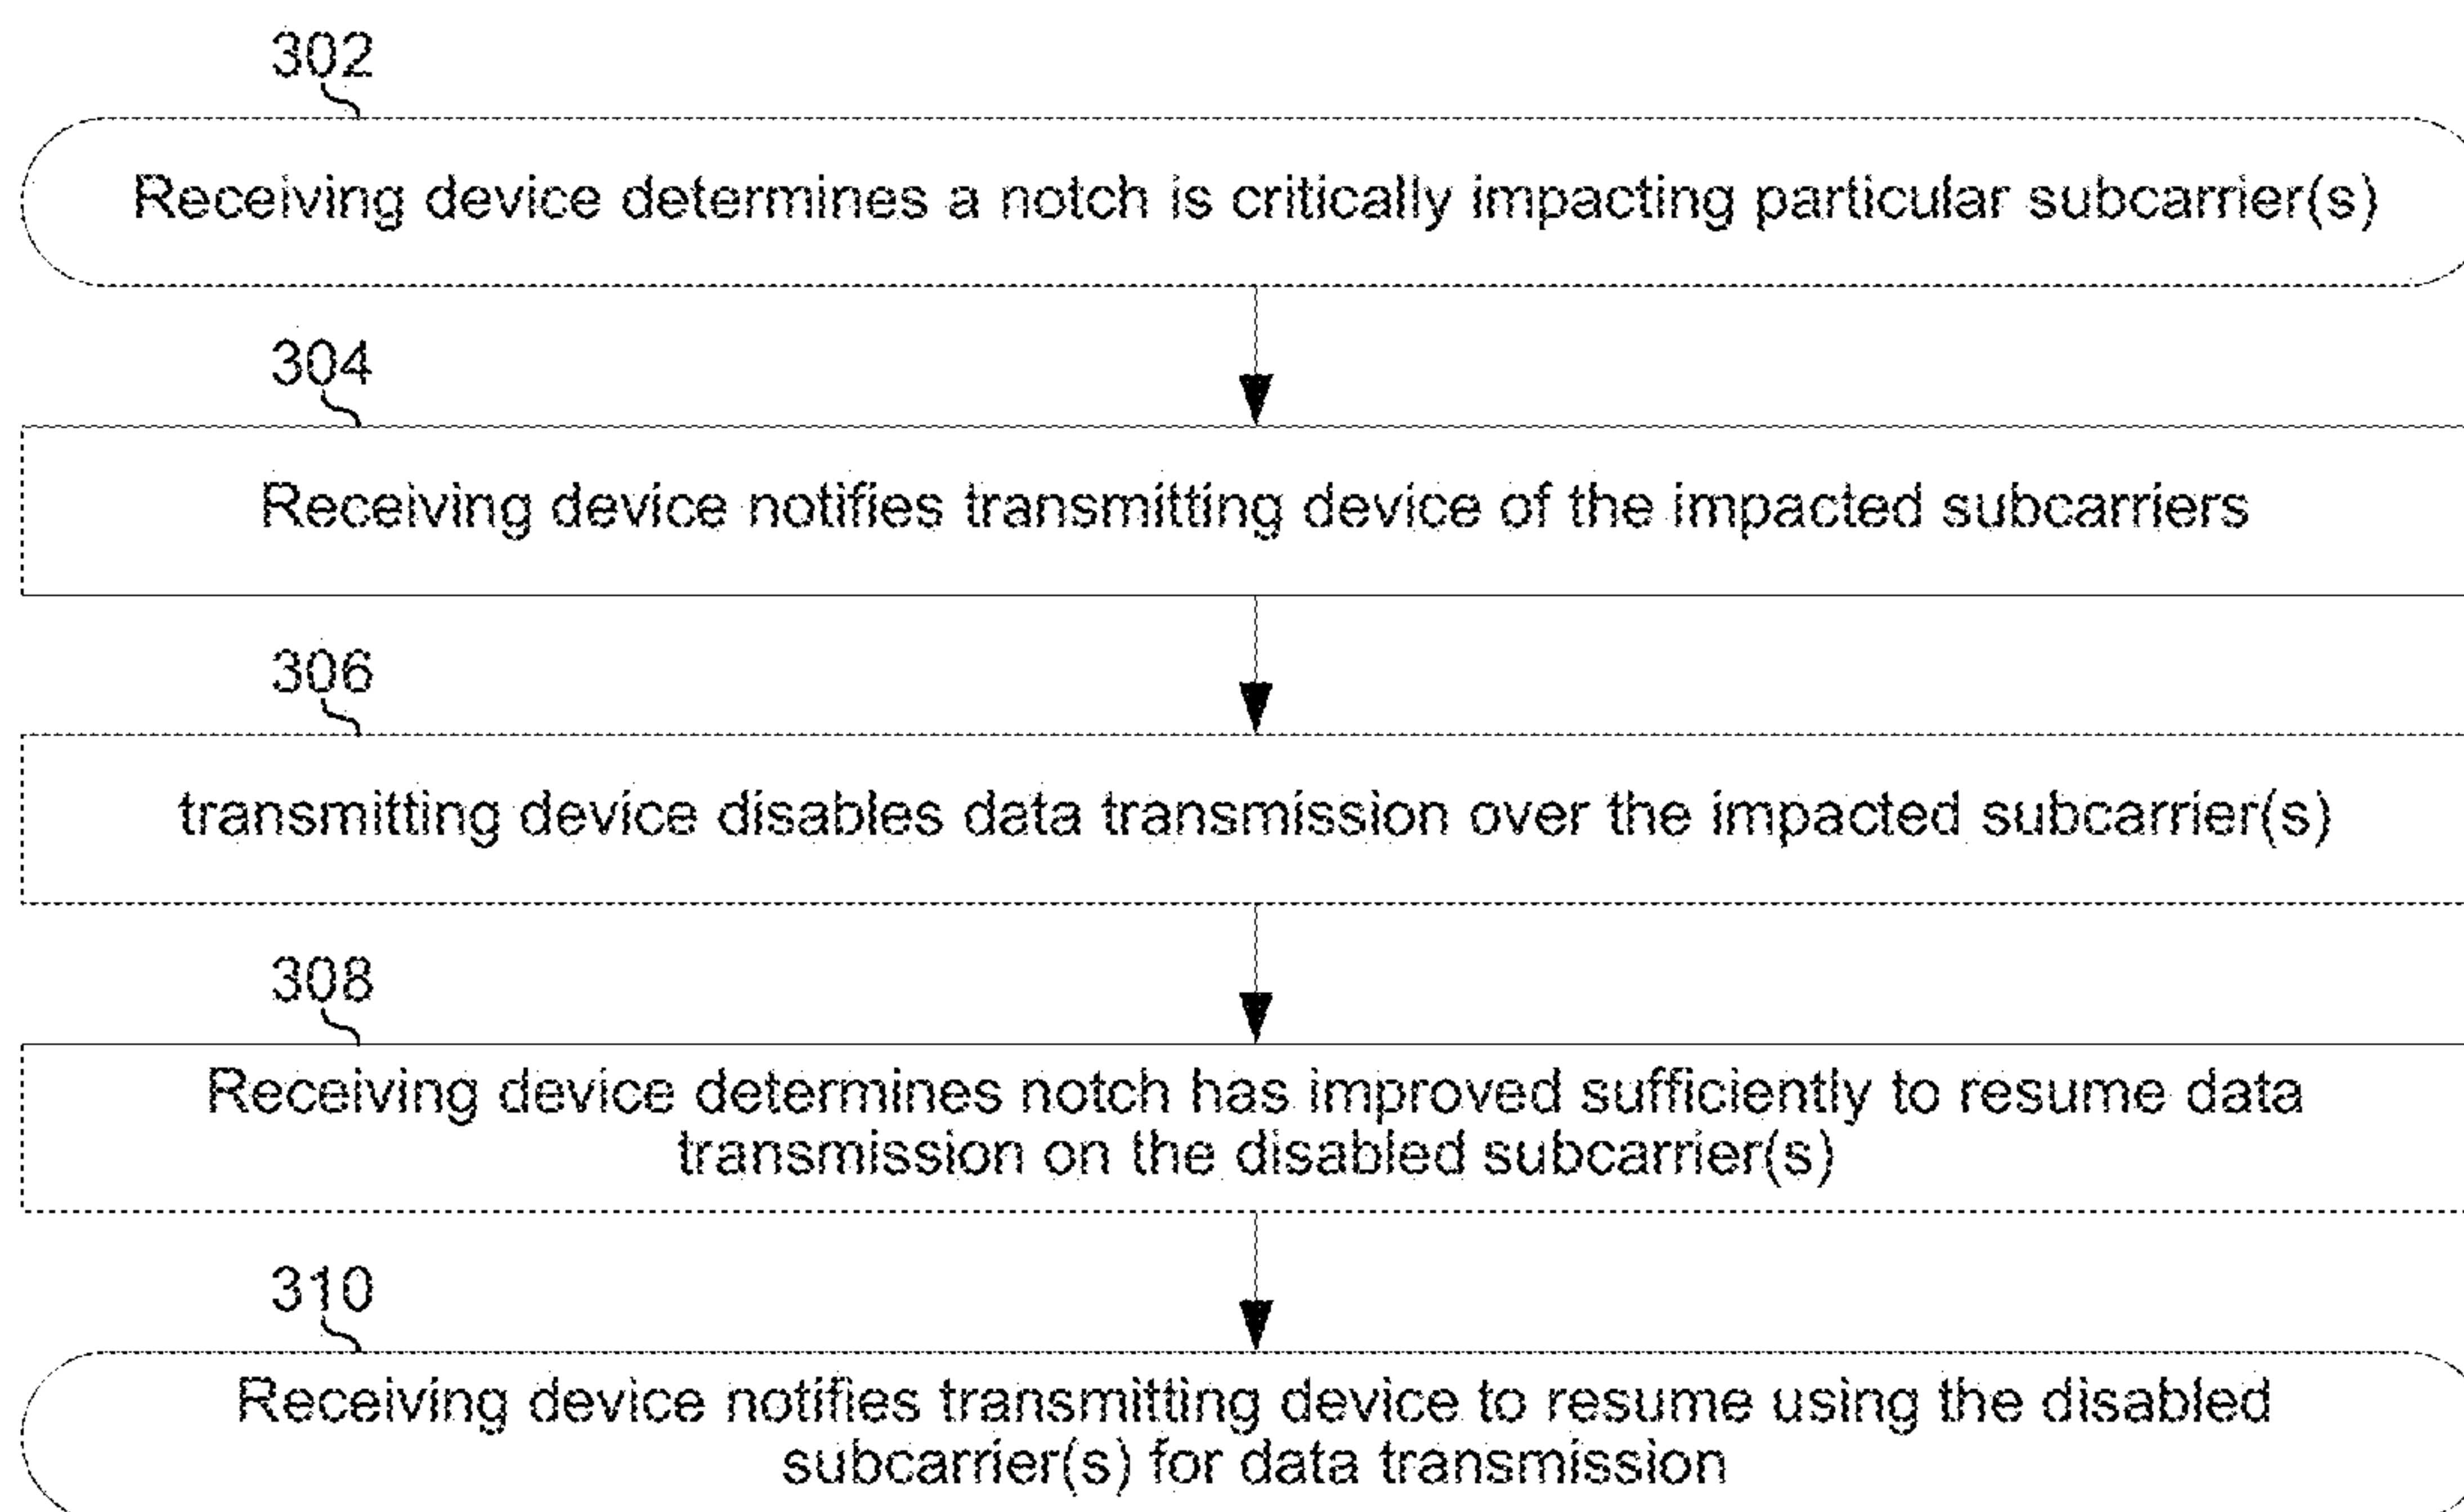 302
Receiving device determines a notch is critically impacting particular subcarrier(s)
304
Receiving device notifies transmitting device of the impacted subcarriers
306
transmitting device disables data transmission over the impacted subcarrier(s)
308
Receiving device determines notch has improved sufficiently to resume data
transmission on the disabled subcarrier(s)
310
Receiving device notifies transmitting device to resume using the disabled
subcarrier(s) for data transmission